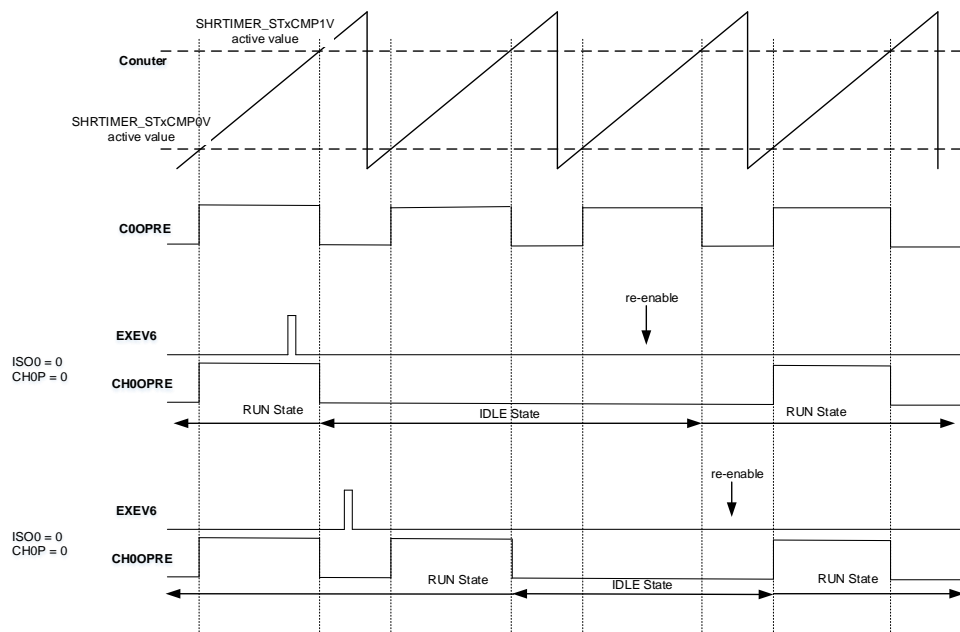 SHRTIMER_STxCMP1V
active value
Conuter
SHRTIMER_STxCMP0V
active value
C0OPRE
re-enable
EXEV6
ISO0 = 0
CH0P = 0
CH0OPRE
RUN State
IDLE State
RUN State
re-enable
EXEV6
ISO0 = 0
CH0P = 0
CH0OPRE
RUN State
IDLE State
RUN State